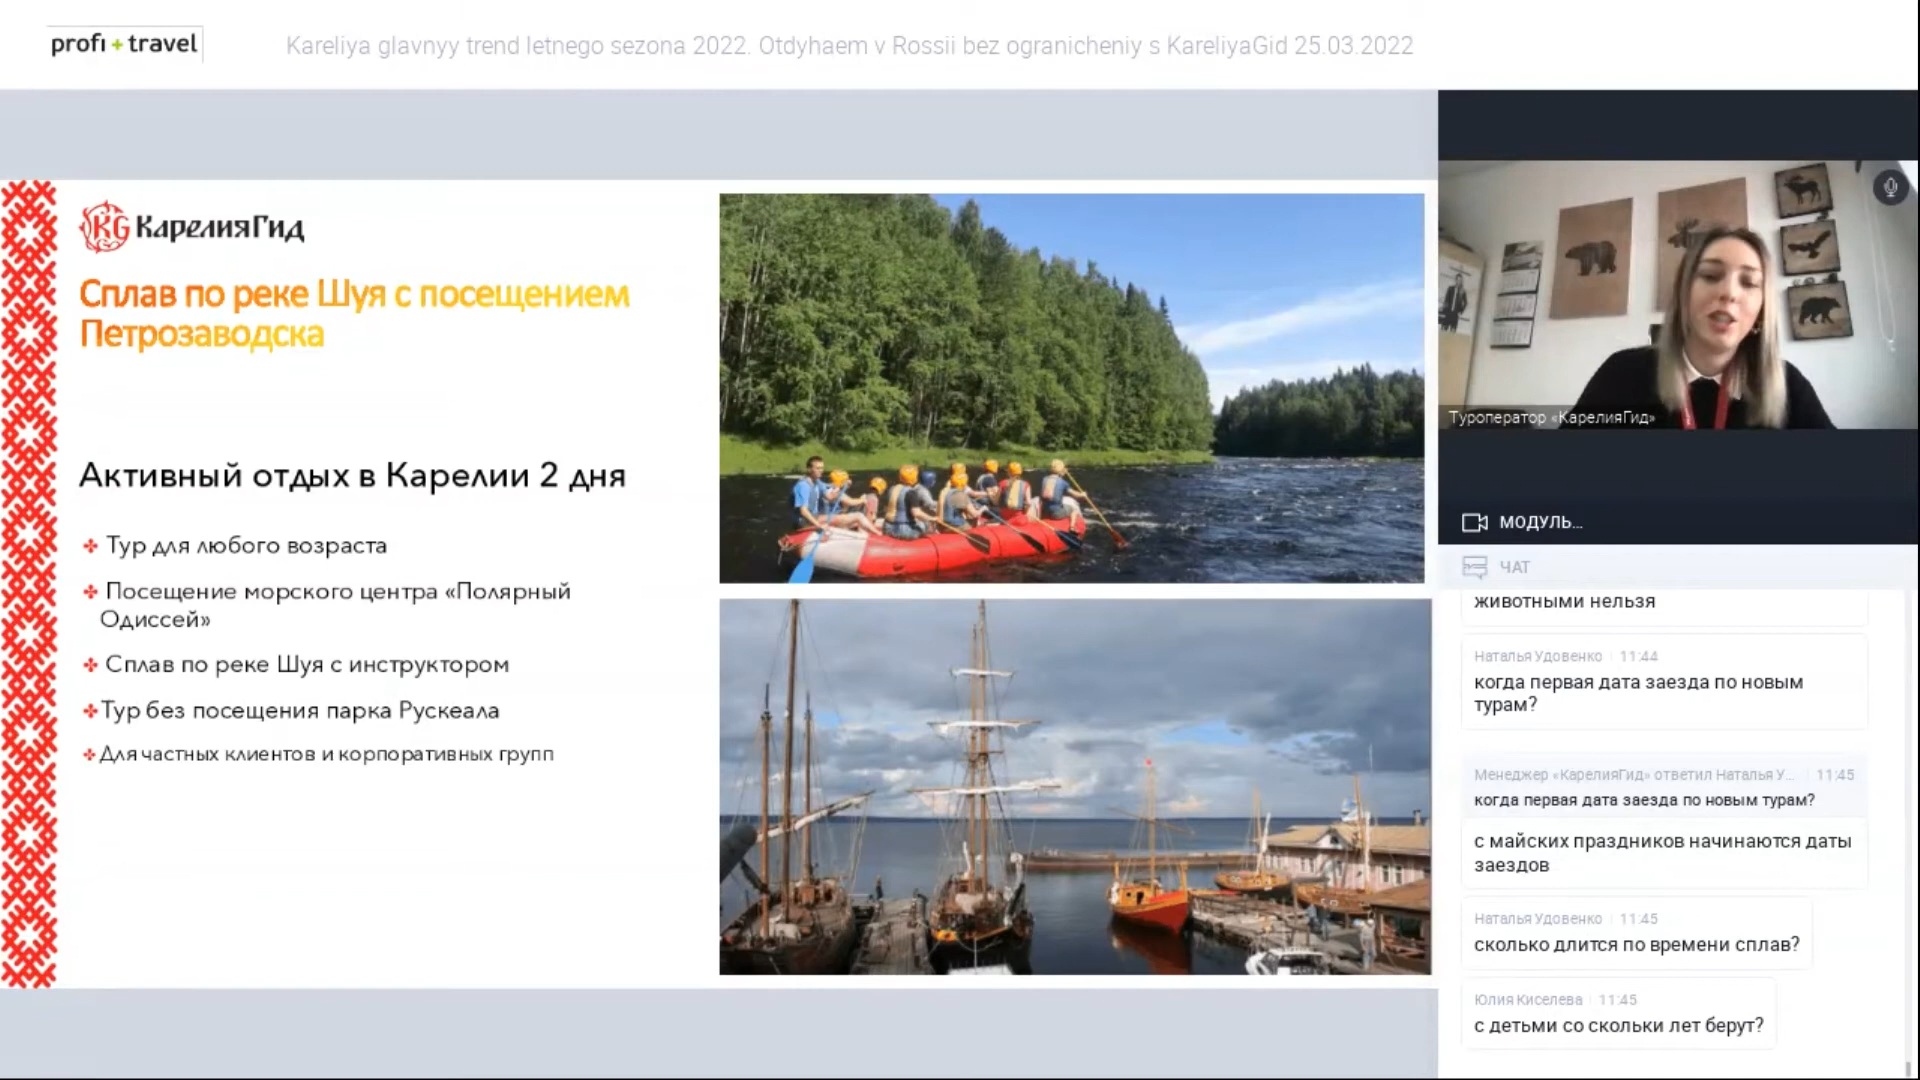 profi + travel
Kareliya glavnyy trend letnego sezona 2022. Otdyhaem v Rossii bez ogranicheniy s KareliyaGid 25.03.2022
KG КарелияГид
Сплав по реке Шуя с посещением
Петрозаводска
Активный отдых в Карелии 2 дня
Тур для любого возраста
Посещение морского центра «Полярный
Одиссей»
Сплав по реке Шуя с инструктором
Тур без посещения парка Рускеала
Для частных клиентов и корпоративных групп
Туроператор «КарелияГид»
МОДУЛЬ...
ЧАТ
животными нельзя
Наталья Удовенко 11:44
когда первая дата заезда по новым
турам?
Менеджер «КарелияГид» ответил Наталья У... 11:45
когда первая дата заезда по новым турам?
с майских праздников начинаются даты
заездов
Наталья Удовенко 11:45
сколько длится по времени сплав?
Юлия Киселева 11:45
с детьми со скольки лет берут?